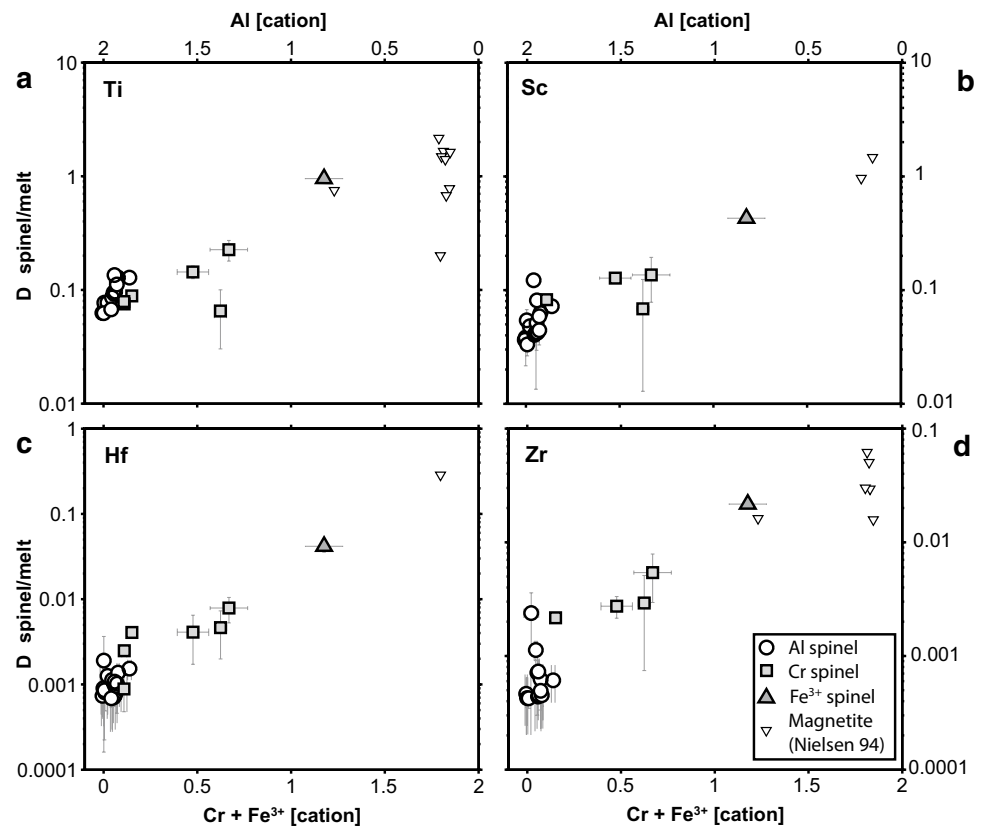 Al [cation]
Al [cation]
2 1.5 1 0.5 0
2 1.5 1 0.5 0
a
Ti
10
1
0.1
0.01
D spinel/melt
b
Sc
10
1
0.1
0.01
c
Hf
1
0.1
0.01
0.001
0.0001
D spinel/melt
d
Zr
0.1
0.01
0.001
0.0001
Al spinel
Cr spinel
Fe³⁺ spinel
Magnetite
(Nielsen 94)
0 0.5 1 1.5 2
0 0.5 1 1.5 2
Cr + Fe³⁺ [cation]
Cr + Fe³⁺ [cation]